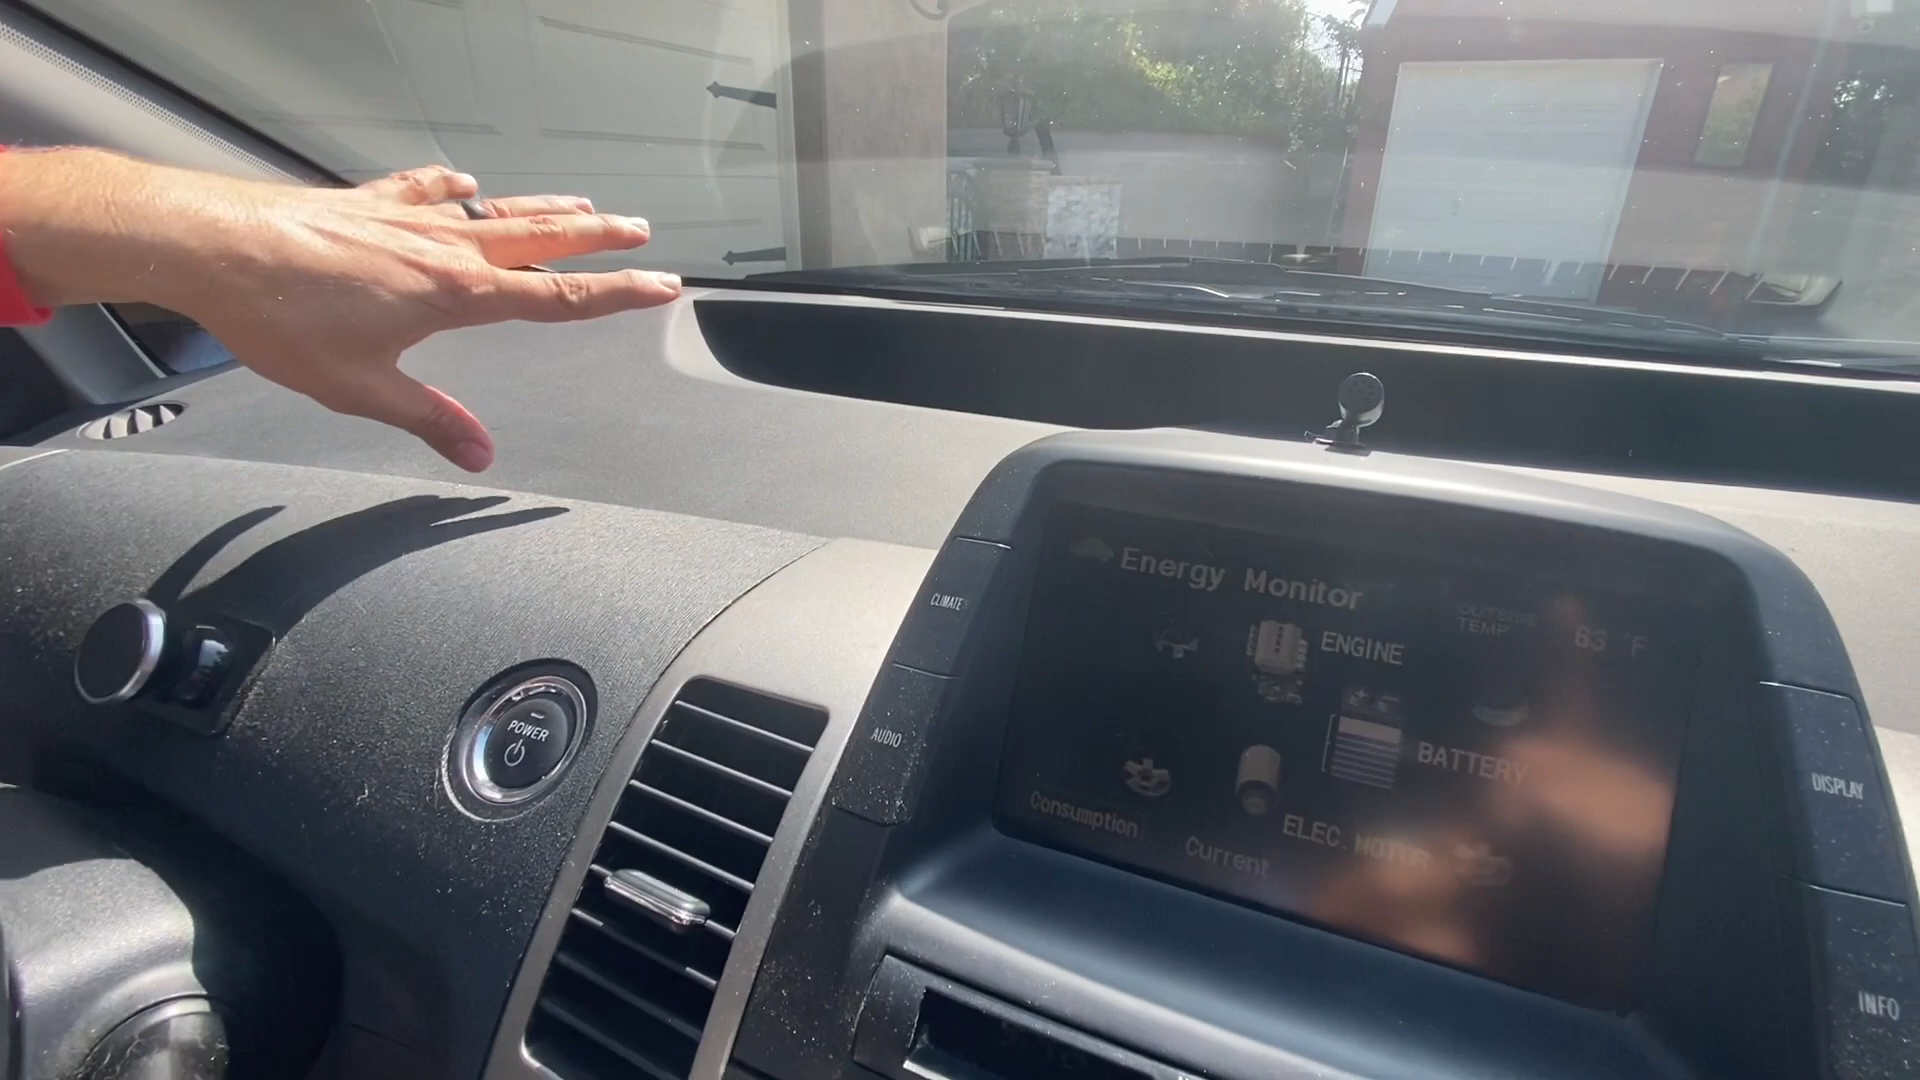 Energy Monitor
OUTSIDE
TEMP
63 °F
ENGINE
BATTERY
ELEC MOTOR
Consumption
Current
CLIMATE
AUDIO
DISPLAY
INFO
POWER